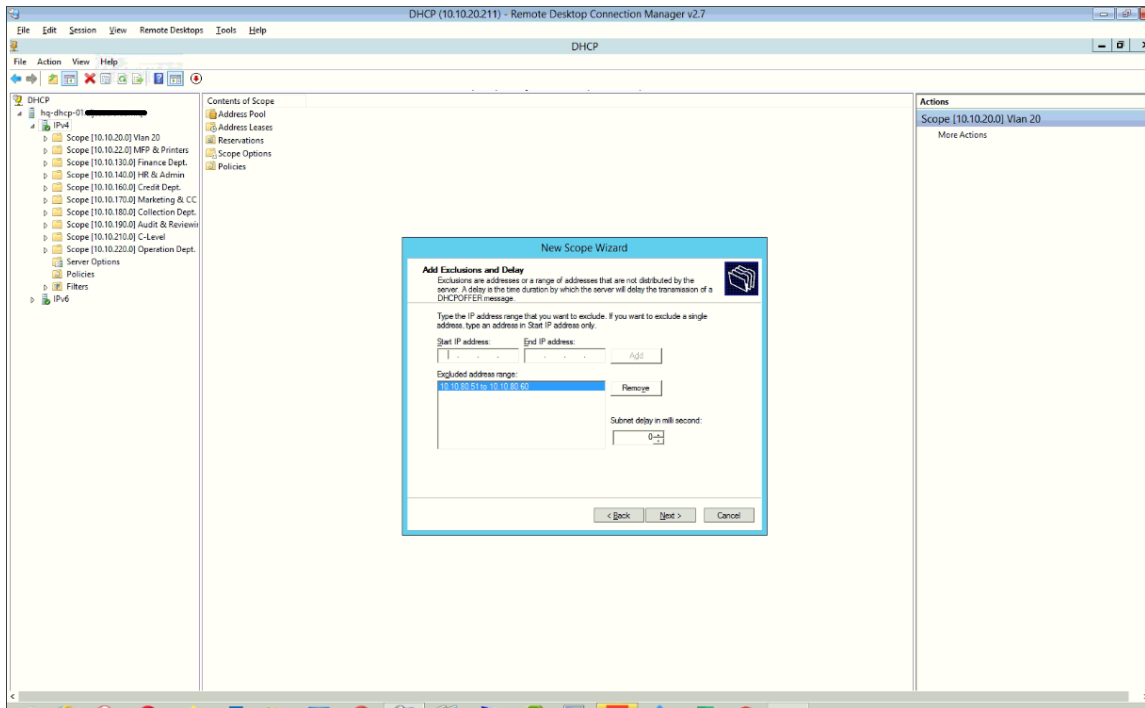 DHCP (10.10.20.211) - Remote Desktop Connection Manager v2.7
File Edit Session View Remote Desktops Tools Help
DHCP
File Action View Help
DHCP
hq-dhcp-01
IPv4
Scope [10.10.20.0] Vlan 20
Scope [10.10.22.0] MFP & Printers
Scope [10.10.130.0] Finance Dept.
Scope [10.10.140.0] HR & Admin
Scope [10.10.160.0] Credit Dept.
Scope [10.10.170.0] Marketing & CC
Scope [10.10.180.0] Collection Dept.
Scope [10.10.190.0] Audit & Reviewin
Scope [10.10.210.0] C-Level
Scope [10.10.220.0] Operation Dept.
Server Options
Policies
Filters
IPv6
Contents of Scope
Address Pool
Address Leases
Reservations
Scope Options
Policies
New Scope Wizard
Add Exclusions and Delay
Exclusions are addresses or a range of addresses that are not distributed by the
server. A delay is the time duration by which the server will delay the transmission of a
DHCPOFFER message.
Type the IP address range that you want to exclude. If you want to exclude a single
address, type an address in Start IP address only.
Start IP address: End IP address:
Add
Excluded address range:
10.10.80.51 to 10.10.80.60
Remove
Subnet delay in milli second:
0
< Back Next > Cancel
Actions
Scope [10.10.20.0] Vlan 20
More Actions